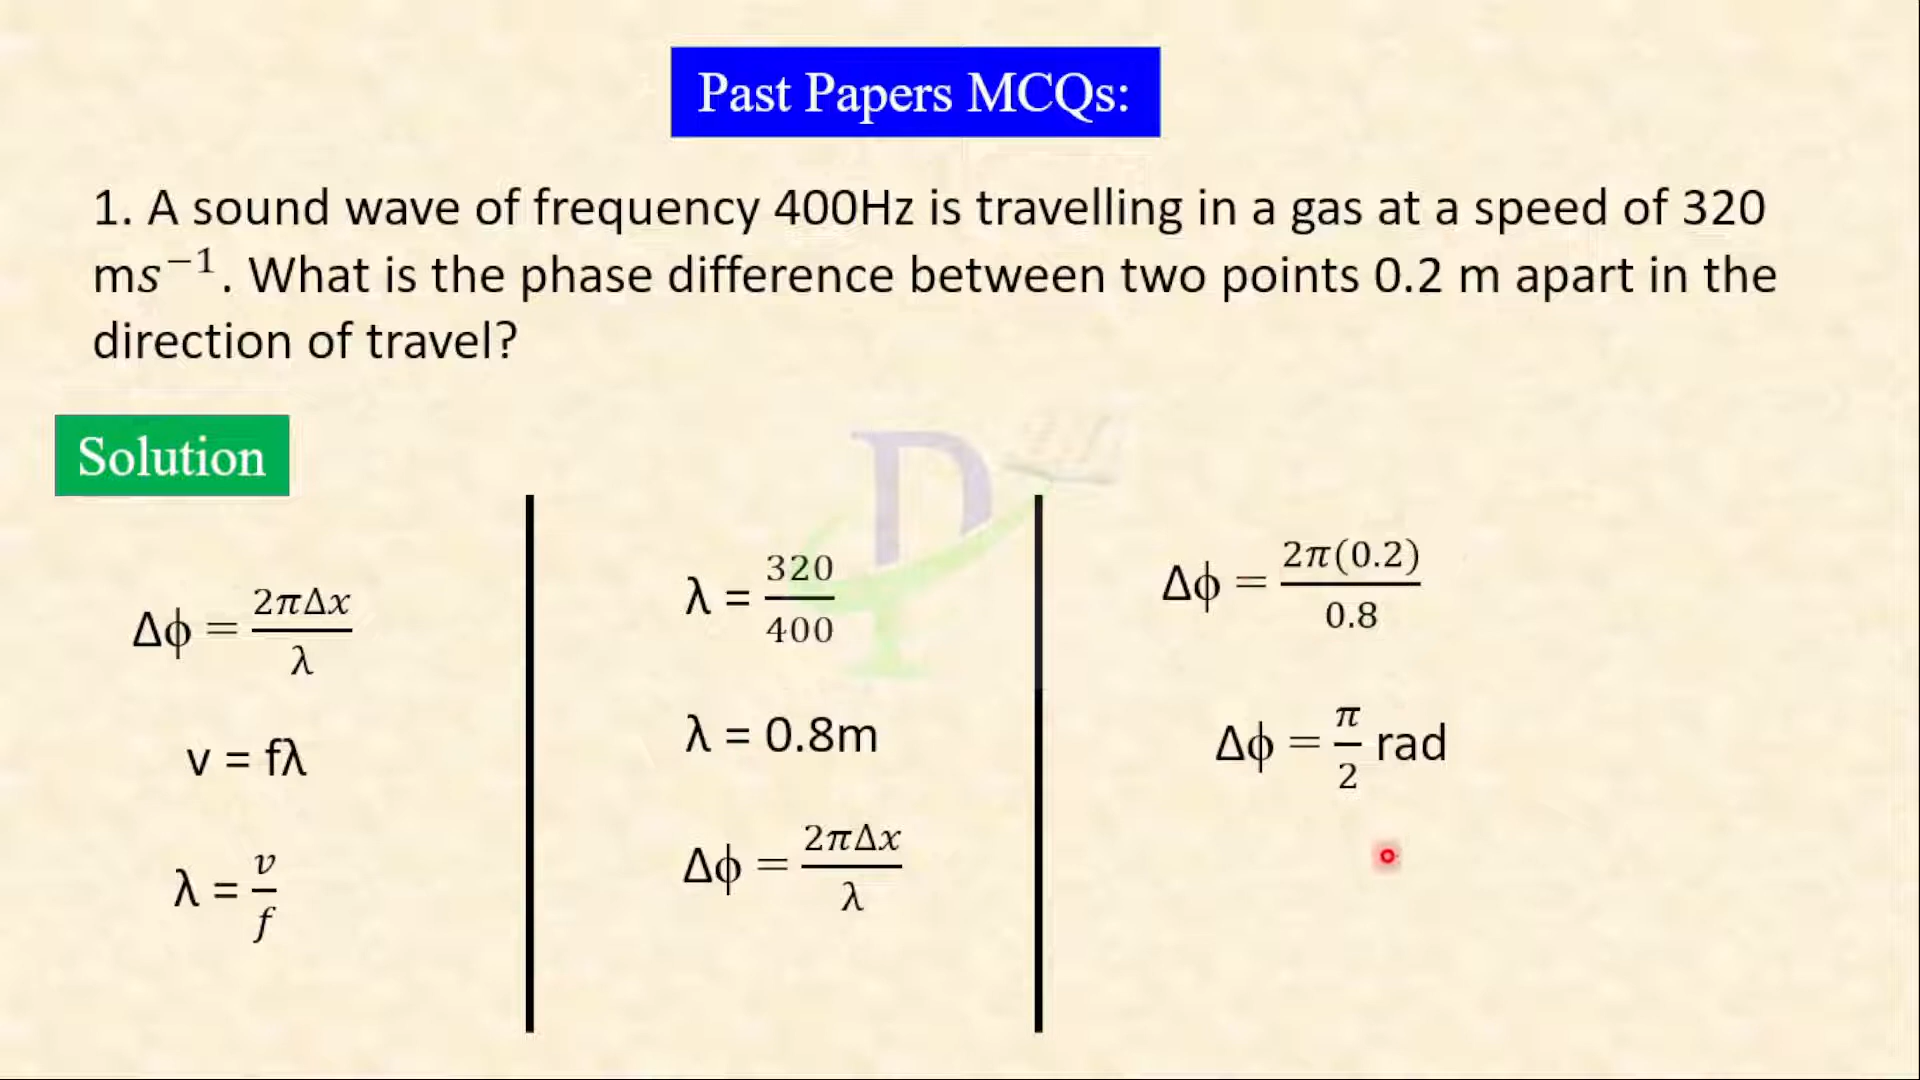 Past Papers MCQs:
1. A sound wave of frequency 400Hz is travelling in a gas at a speed of 320
ms⁻¹. What is the phase difference between two points 0.2 m apart in the
direction of travel?
Solution
Δϕ = 2πΔx/λ
v = fλ
λ = v/f
λ = 320/400
λ = 0.8m
Δϕ = 2πΔx/λ
Δϕ = 2π(0.2)/0.8
Δϕ = π/2 rad